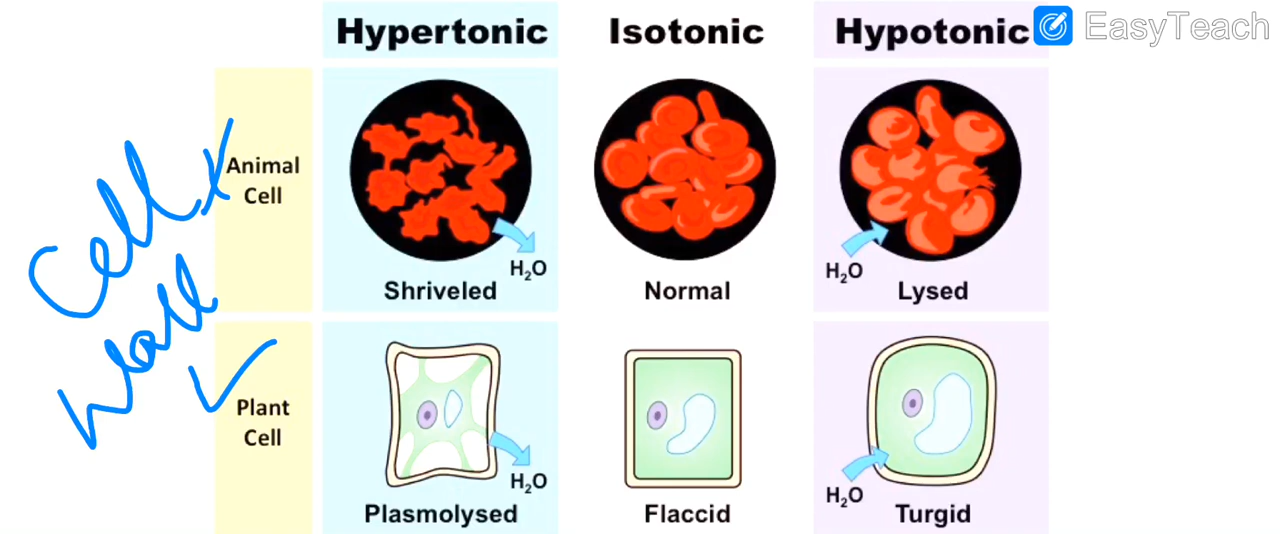 Hypertonic Isotonic Hypotonic EasyTeach
Animal
Cell
H₂O
H₂O
Shriveled Normal Lysed
Cell x
wall ✓
Plant
Cell
H₂O
H₂O
Plasmolysed Flaccid Turgid